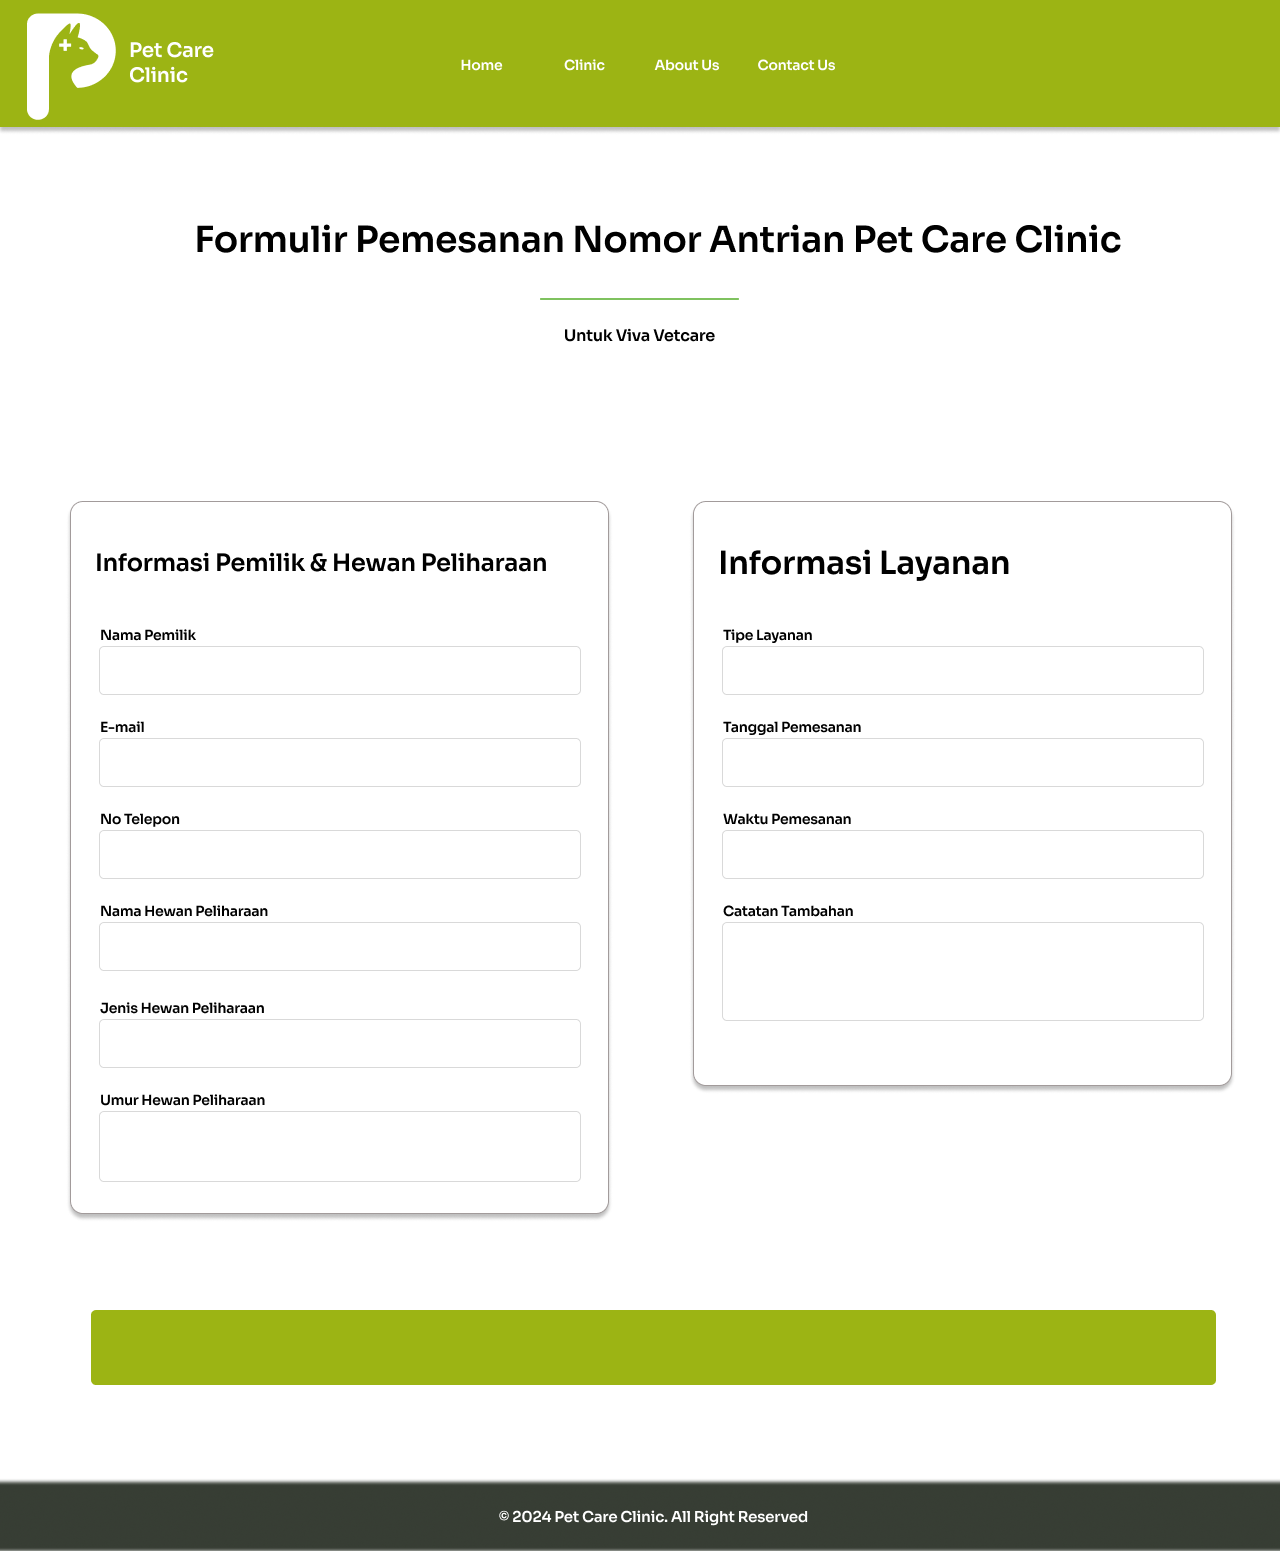 Pet Care
Clinic
Home
Clinic
About Us
Contact Us
Formulir Pemesanan Nomor Antrian Pet Care Clinic
Untuk Viva Vetcare
Informasi Pemilik & Hewan Peliharaan
Nama Pemilik
E-mail
No Telepon
Nama Hewan Peliharaan
Jenis Hewan Peliharaan
Umur Hewan Peliharaan
Informasi Layanan
Tipe Layanan
Tanggal Pemesanan
Waktu Pemesanan
Catatan Tambahan
© 2024 Pet Care Clinic. All Right Reserved